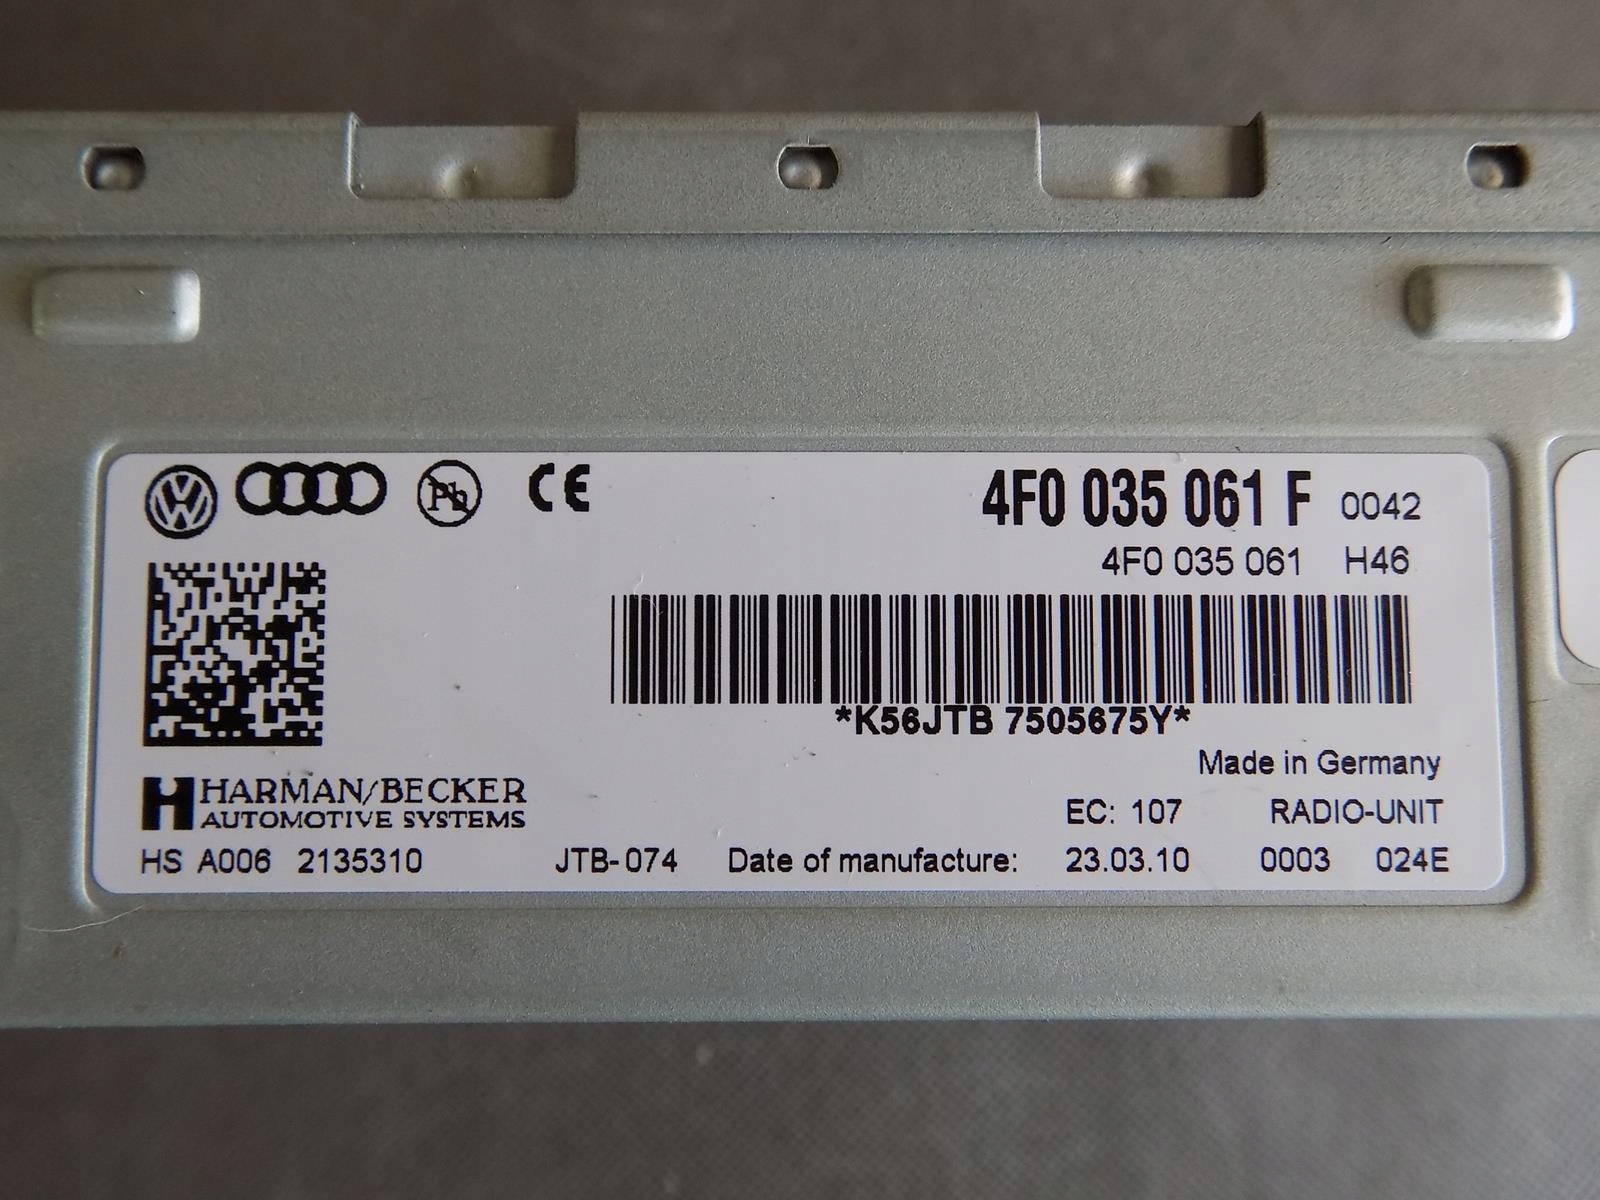 Pb CE 4F0 035 061 F 0042
4F0 035 061 H46
*K56JTB 7505675Y*
Made in Germany
HARMAN/BECKER
AUTOMOTIVE SYSTEMS
EC: 107 RADIO-UNIT
HS A006 2135310 JTB-074 Date of manufacture: 23.03.10 0003 024E